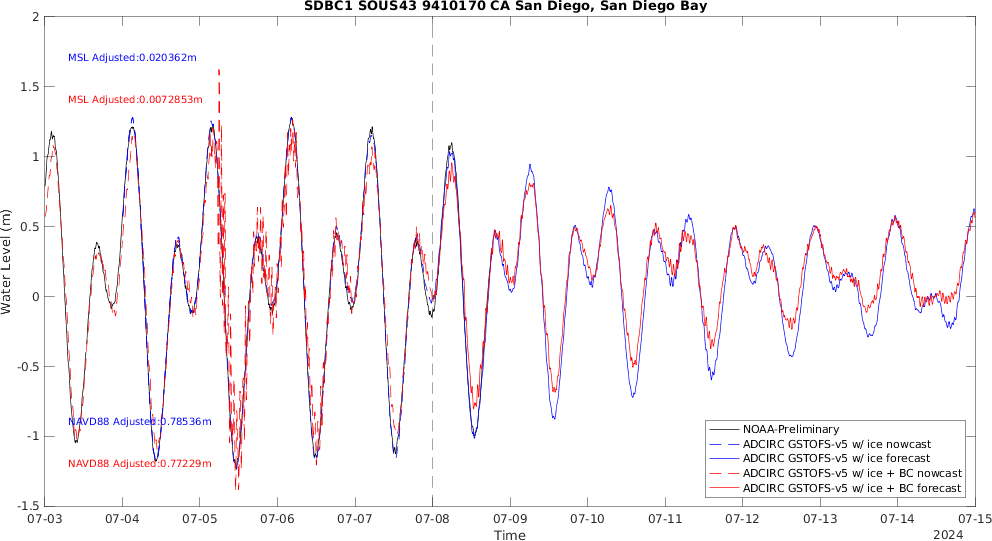 SDBC1 SOUS43 9410170 CA San Diego, San Diego Bay
2
MSL Adjusted:0.020362m
1.5
MSL Adjusted:0.0072853m
1
0.5
Water Level (m)
0
-0.5
NAVD88 Adjusted:0.78536m
-1
NAVD88 Adjusted:0.77229m
-1.5
NOAA-Preliminary
ADCIRC GSTOFS-v5 w/ ice nowcast
ADCIRC GSTOFS-v5 w/ ice forecast
ADCIRC GSTOFS-v5 w/ ice + BC nowcast
ADCIRC GSTOFS-v5 w/ ice + BC forecast
07-03 07-04 07-05 07-06 07-07 07-08 07-09 07-10 07-11 07-12 07-13 07-14 07-15
Time
2024